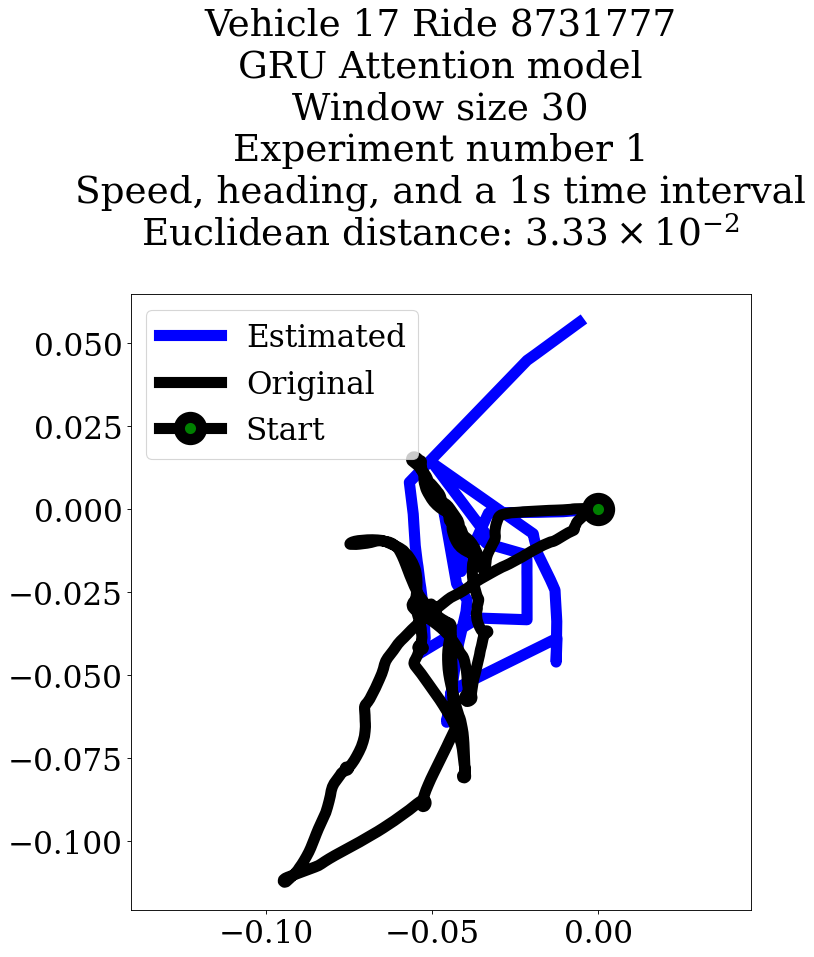 Vehicle 17 Ride 8731777
GRU Attention model
Window size 30
Experiment number 1
Speed, heading, and a 1s time interval
Euclidean distance: 3.33 × 10⁻²
Estimated
Original
Start
0.050
0.025
0.000
−0.025
−0.050
−0.075
−0.100
−0.10
−0.05
0.00